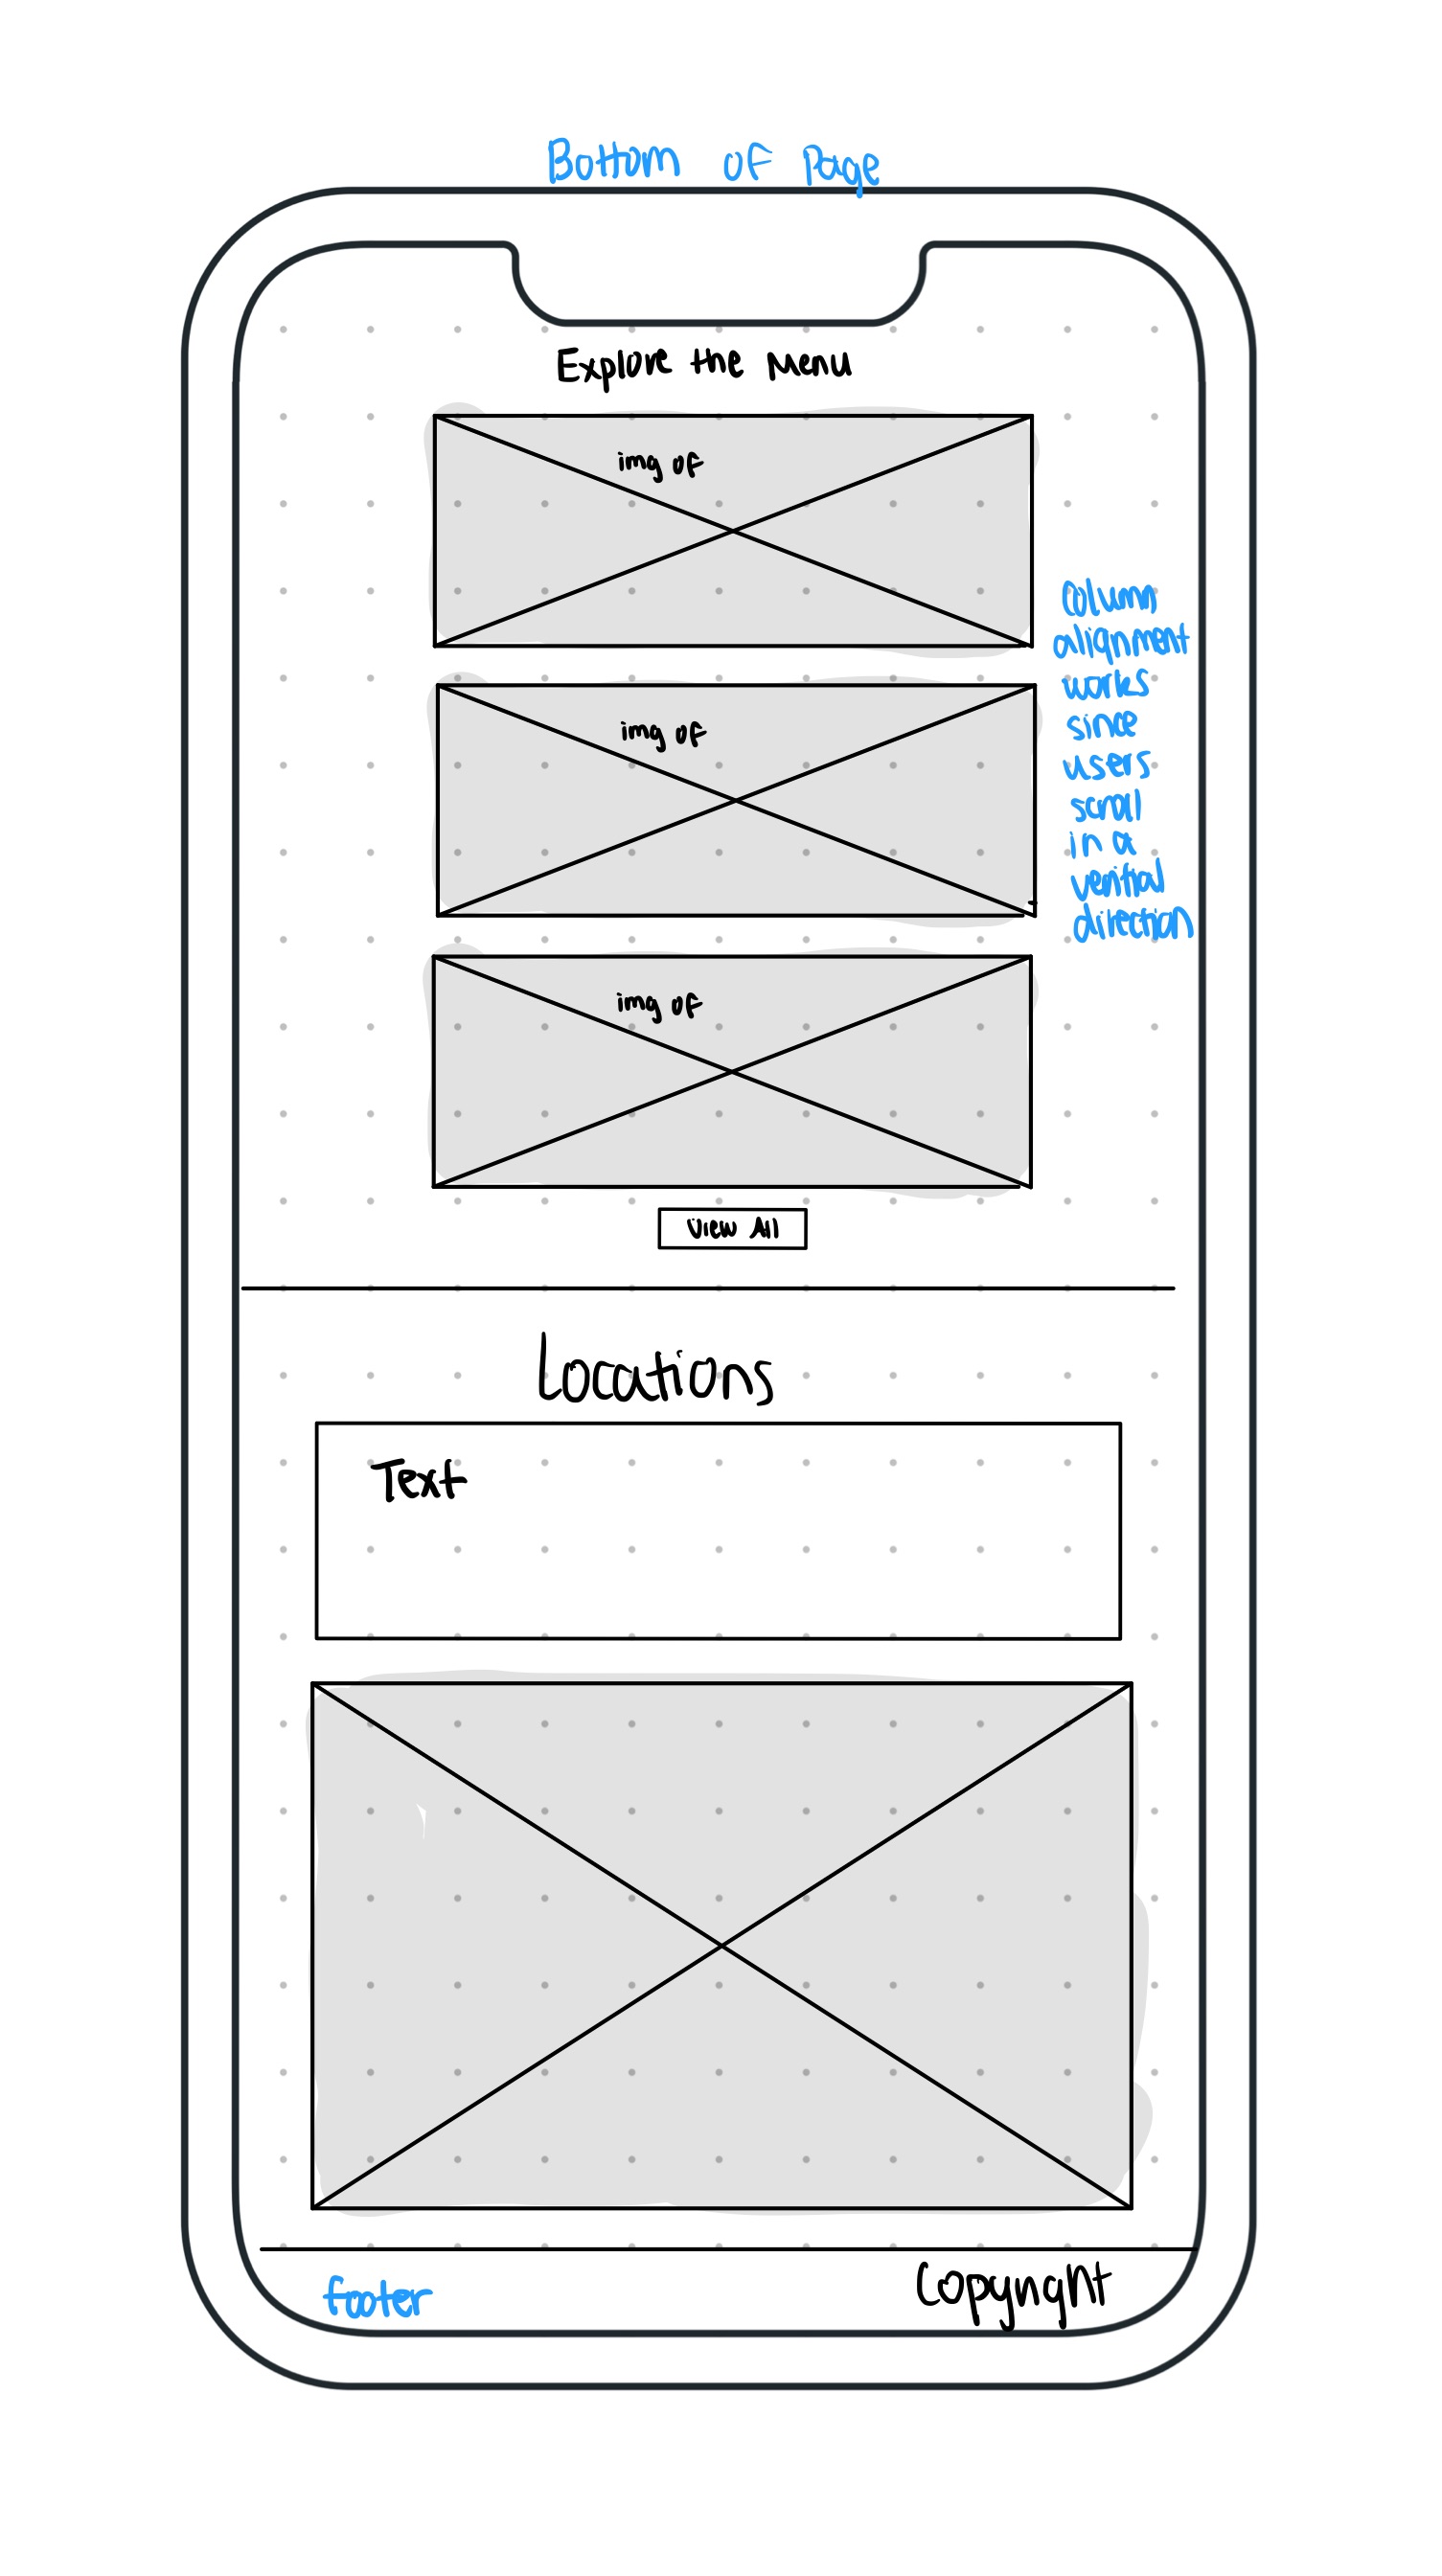 Bottom of Page
Explore the Menu
img of
img of
img of
Column
alignment
works
since
users
scroll
in a
veritial
direction
View All
Locations
Text
footer
Copyright